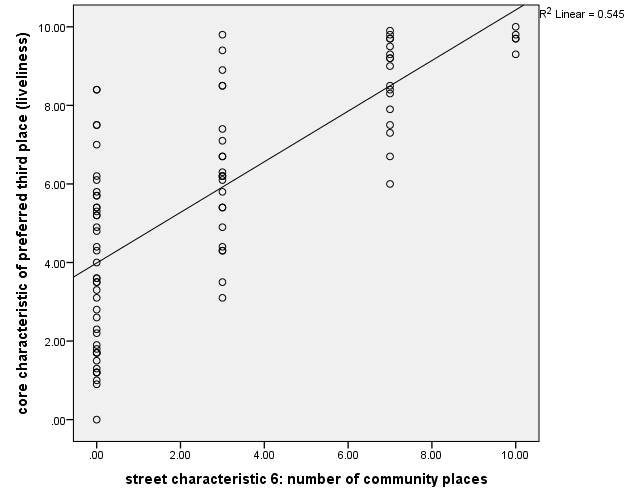 R2 Linear = 0.545
core characteristic of preferred third place (liveliness)
10.00
8.00
6.00
4.00
2.00
.00
.00 2.00 4.00 6.00 8.00 10.00
street characteristic 6: number of community places